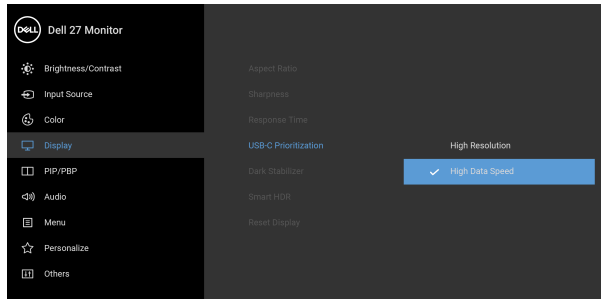 DELL
Dell 27 Monitor
Brightness/Contrast
Input Source
Color
Display
PIP/PBP
Audio
Menu
Personalize
Others
Aspect Ratio
Sharpness
Response Time
USB-C Prioritization
Dark Stabilizer
Smart HDR
Reset Display
High Resolution
High Data Speed